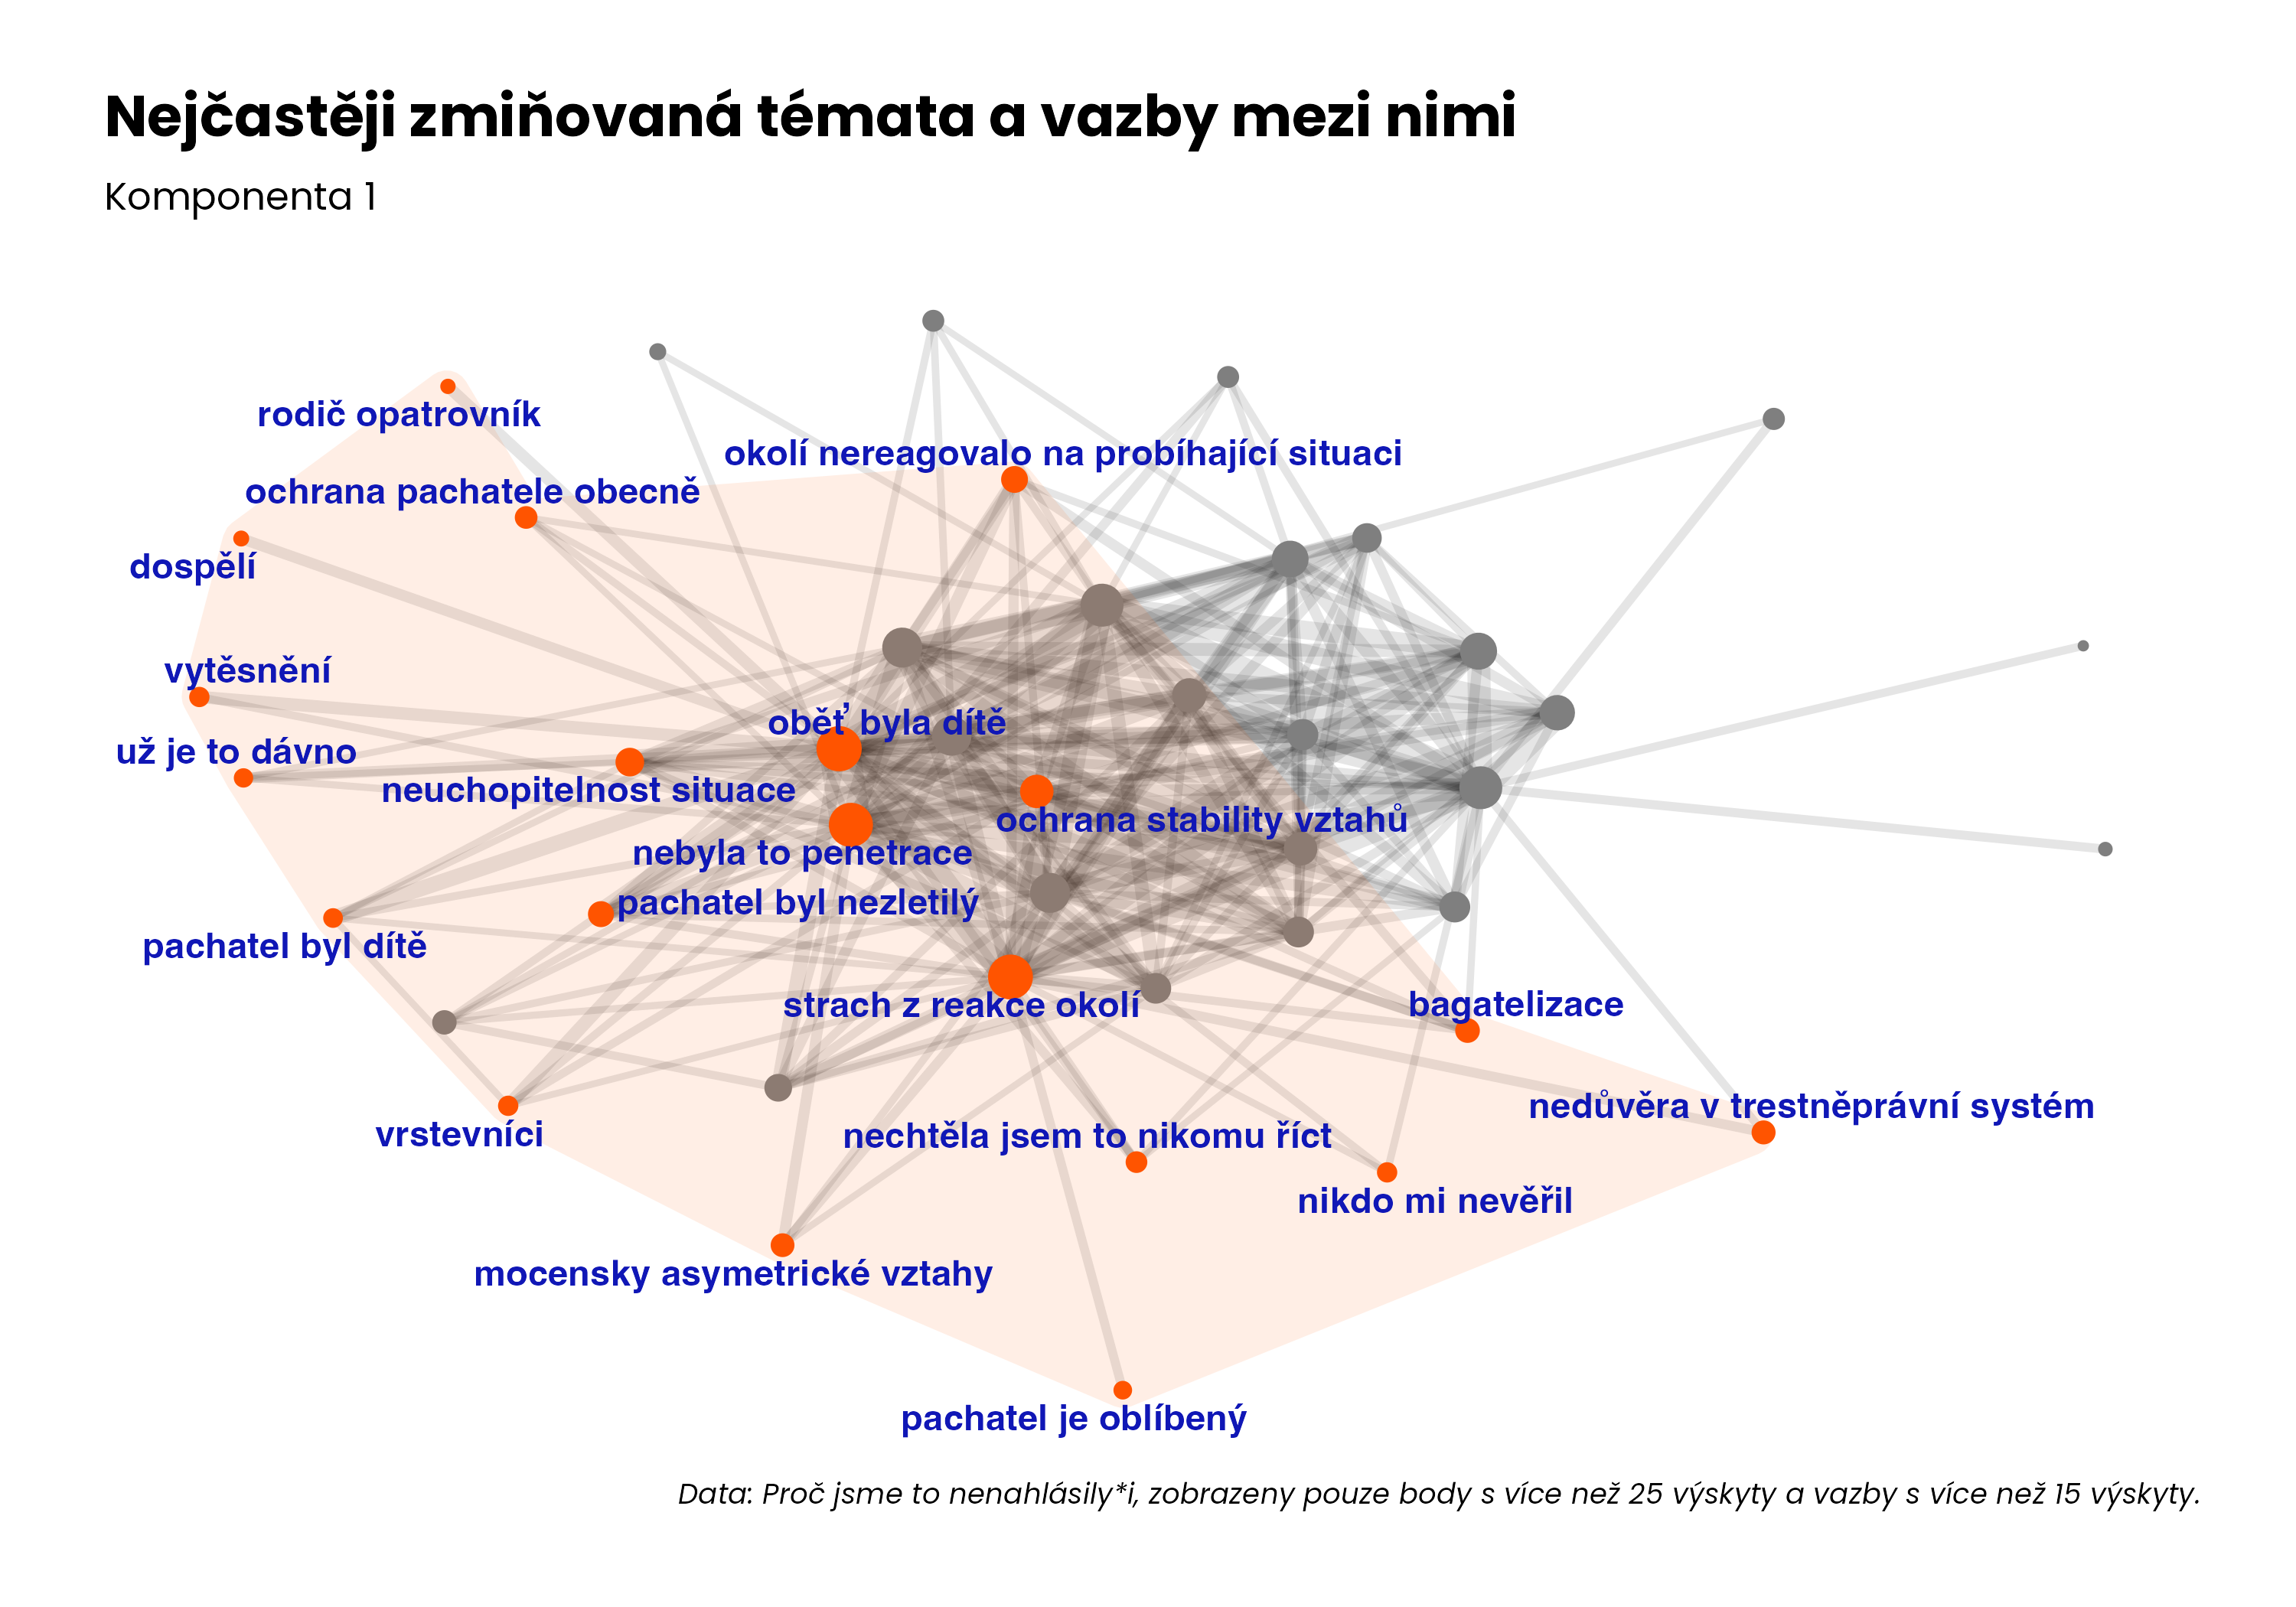 Nejčastěji zmiňovaná témata a vazby mezi nimi
Komponenta 1
rodič opatrovník
okolí nereagovalo na probíhající situaci
ochrana pachatele obecně
dospělí
vytěsnění
oběť byla dítě
už je to dávno
neuchopitelnost situace
ochrana stability vztahů
nebyla to penetrace
pachatel byl nezletilý
pachatel byl dítě
strach z reakce okolí
bagatelizace
nedůvěra v trestněprávní systém
vrstevníci
nechtěla jsem to nikomu říct
nikdo mi nevěřil
mocensky asymetrické vztahy
pachatel je oblíbený
Data: Proč jsme to nenahlásily*i, zobrazeny pouze body s více než 25 výskyty a vazby s více než 15 výskyty.